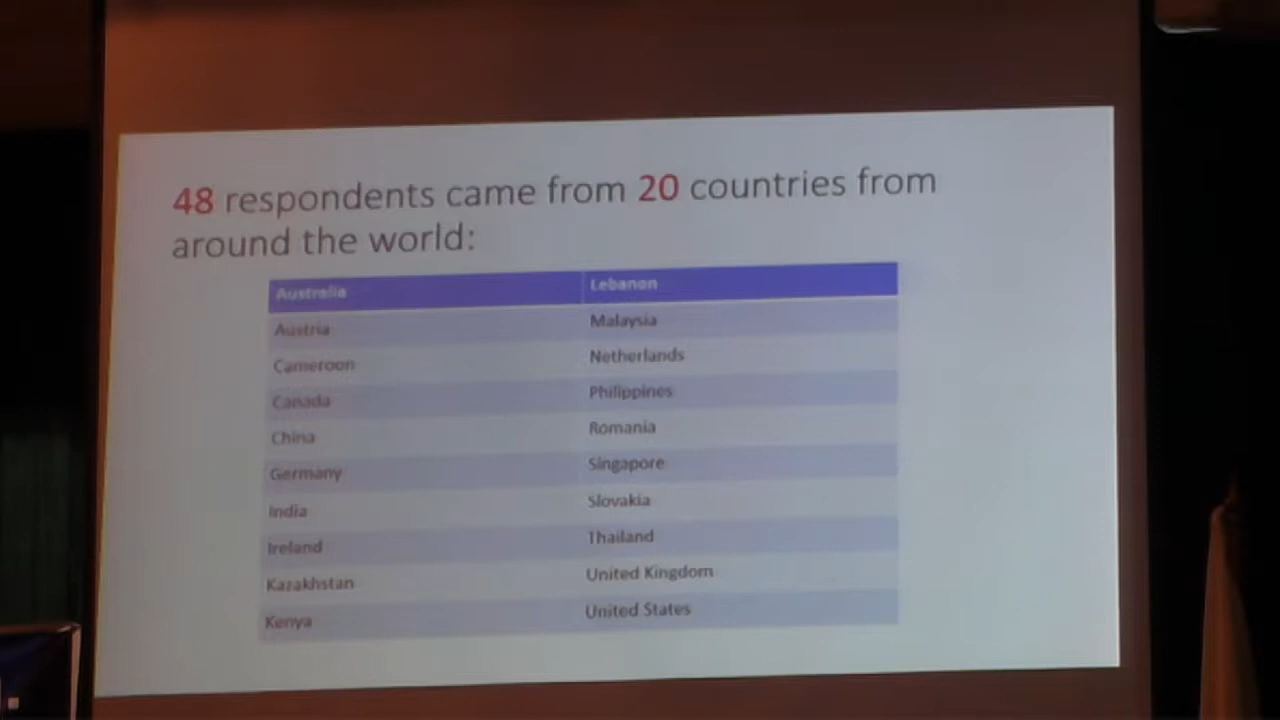 48 respondents came from 20 countries from
around the world:
Australia Lebanon
Austria Malaysia
Cameroon Netherlands
Canada Philippines
China Romania
Germany Singapore
India Slovakia
Ireland Thailand
Kazakhstan United Kingdom
Kenya United States